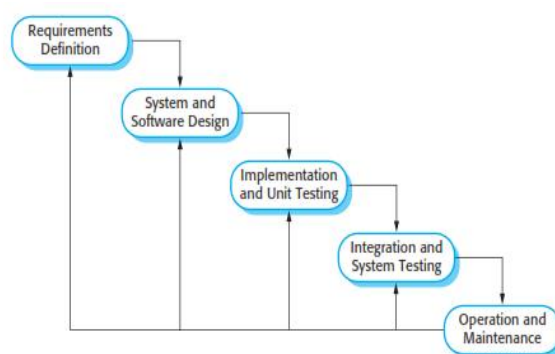 Requirements
Definition
System and
Software Design
Implementation
and Unit Testing
Integration and
System Testing
Operation and
Maintenance